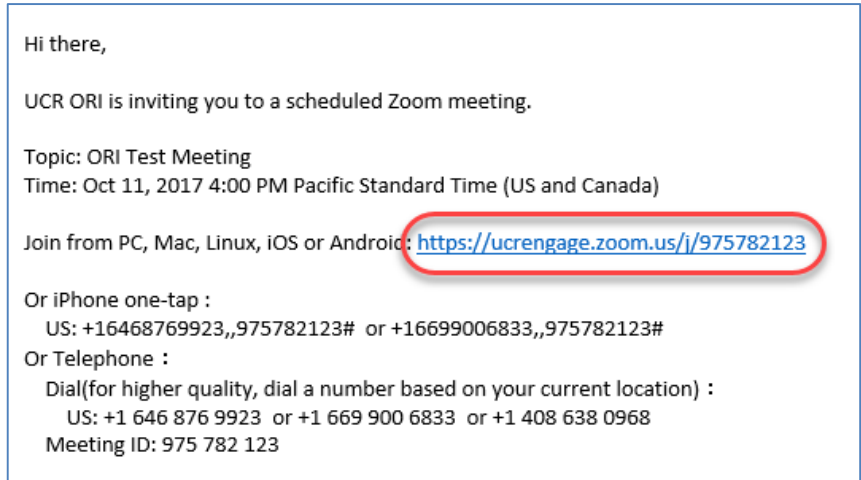 Hi there,
UCR ORI is inviting you to a scheduled Zoom meeting.
Topic: ORI Test Meeting
Time: Oct 11, 2017 4:00 PM Pacific Standard Time (US and Canada)
Join from PC, Mac, Linux, iOS or Android: https://ucrengage.zoom.us/j/975782123
Or iPhone one-tap :
US: +16468769923,,975782123# or +16699006833,,975782123#
Or Telephone：
Dial(for higher quality, dial a number based on your current location)：
US: +1 646 876 9923 or +1 669 900 6833 or +1 408 638 0968
Meeting ID: 975 782 123